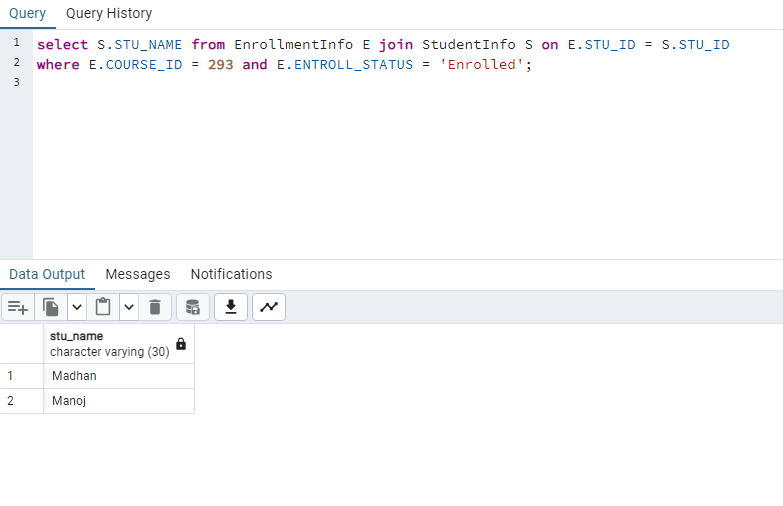 Query Query History
1 select S.STU_NAME from EnrollmentInfo E join StudentInfo S on E.STU_ID = S.STU_ID
2 where E.COURSE_ID = 293 and E.ENTROLL_STATUS = 'Enrolled';
3
Data Output Messages Notifications
stu_name
character varying (30)
1 Madhan
2 Manoj